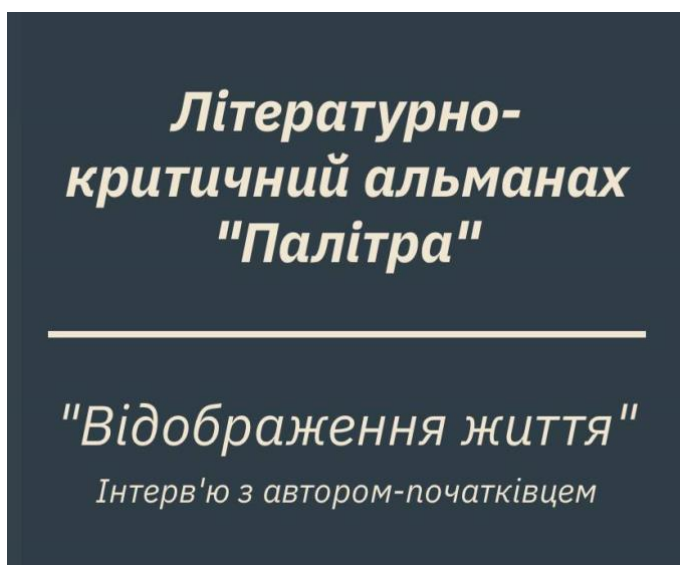 Літературно-
критичний альманах
"Палітра"
"Відображення життя"
Інтерв'ю з автором-початківцем